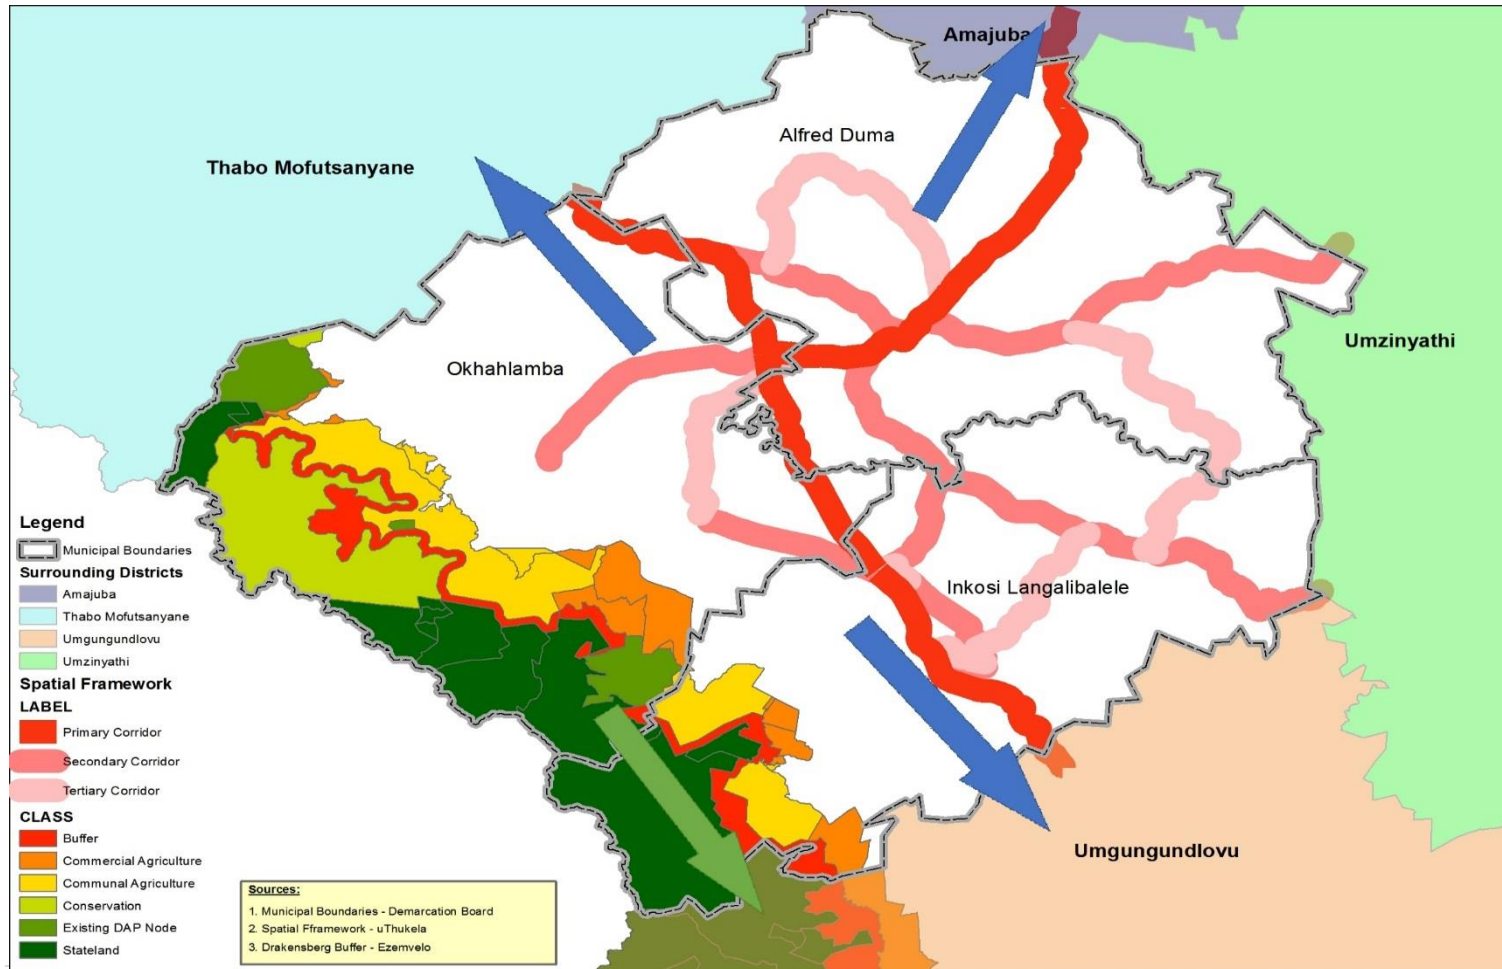 Amajuba
Alfred Duma
Thabo Mofutsanyane
Umzinyathi
Okhahlamba
Inkosi Langalibalele
Umgungundlovu
Legend
Municipal Boundaries
Surrounding Districts
Amajuba
Thabo Mofutsanyane
Umgungundlovu
Umzinyathi
Spatial Framework
LABEL
Primary Corridor
Secondary Corridor
Tertiary Corridor
CLASS
Buffer
Commercial Agriculture
Communal Agriculture
Conservation
Existing DAP Node
Stateland
Sources:
1. Municipal Boundaries - Demarcation Board
2. Spatial Fframework - uThukela
3. Drakensberg Buffer - Ezemvelo